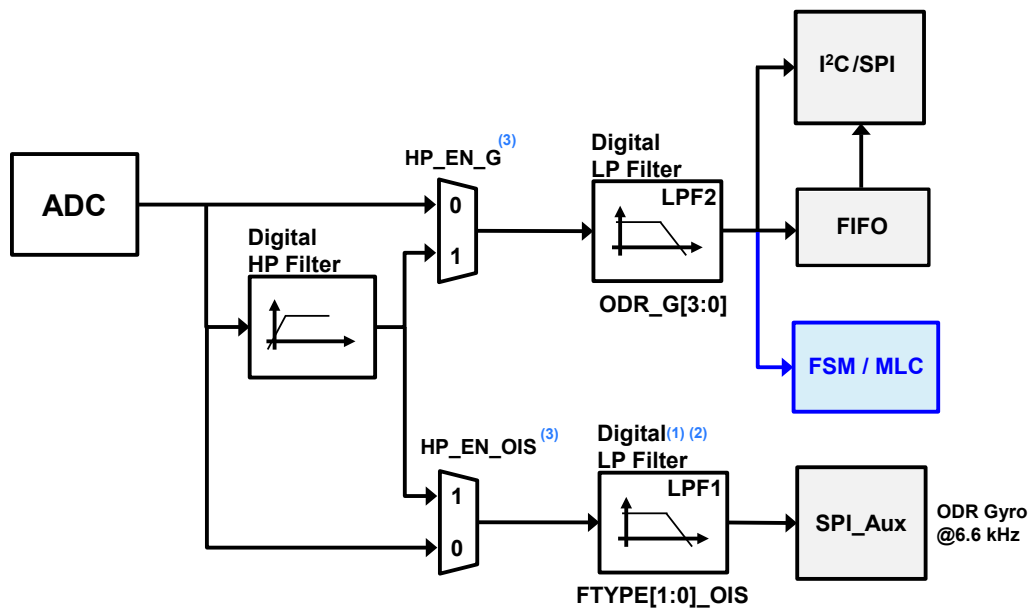 I²C/SPI
Digital
LP Filter
HP_EN_G(3)
LPF2
ADC
0
1
FIFO
Digital
HP Filter
ODR_G[3:0]
FSM / MLC
HP_EN_OIS(3)
Digital(1) (2)
LP Filter
LPF1
1
0
SPI_Aux
ODR Gyro
@6.6 kHz
FTYPE[1:0]_OIS